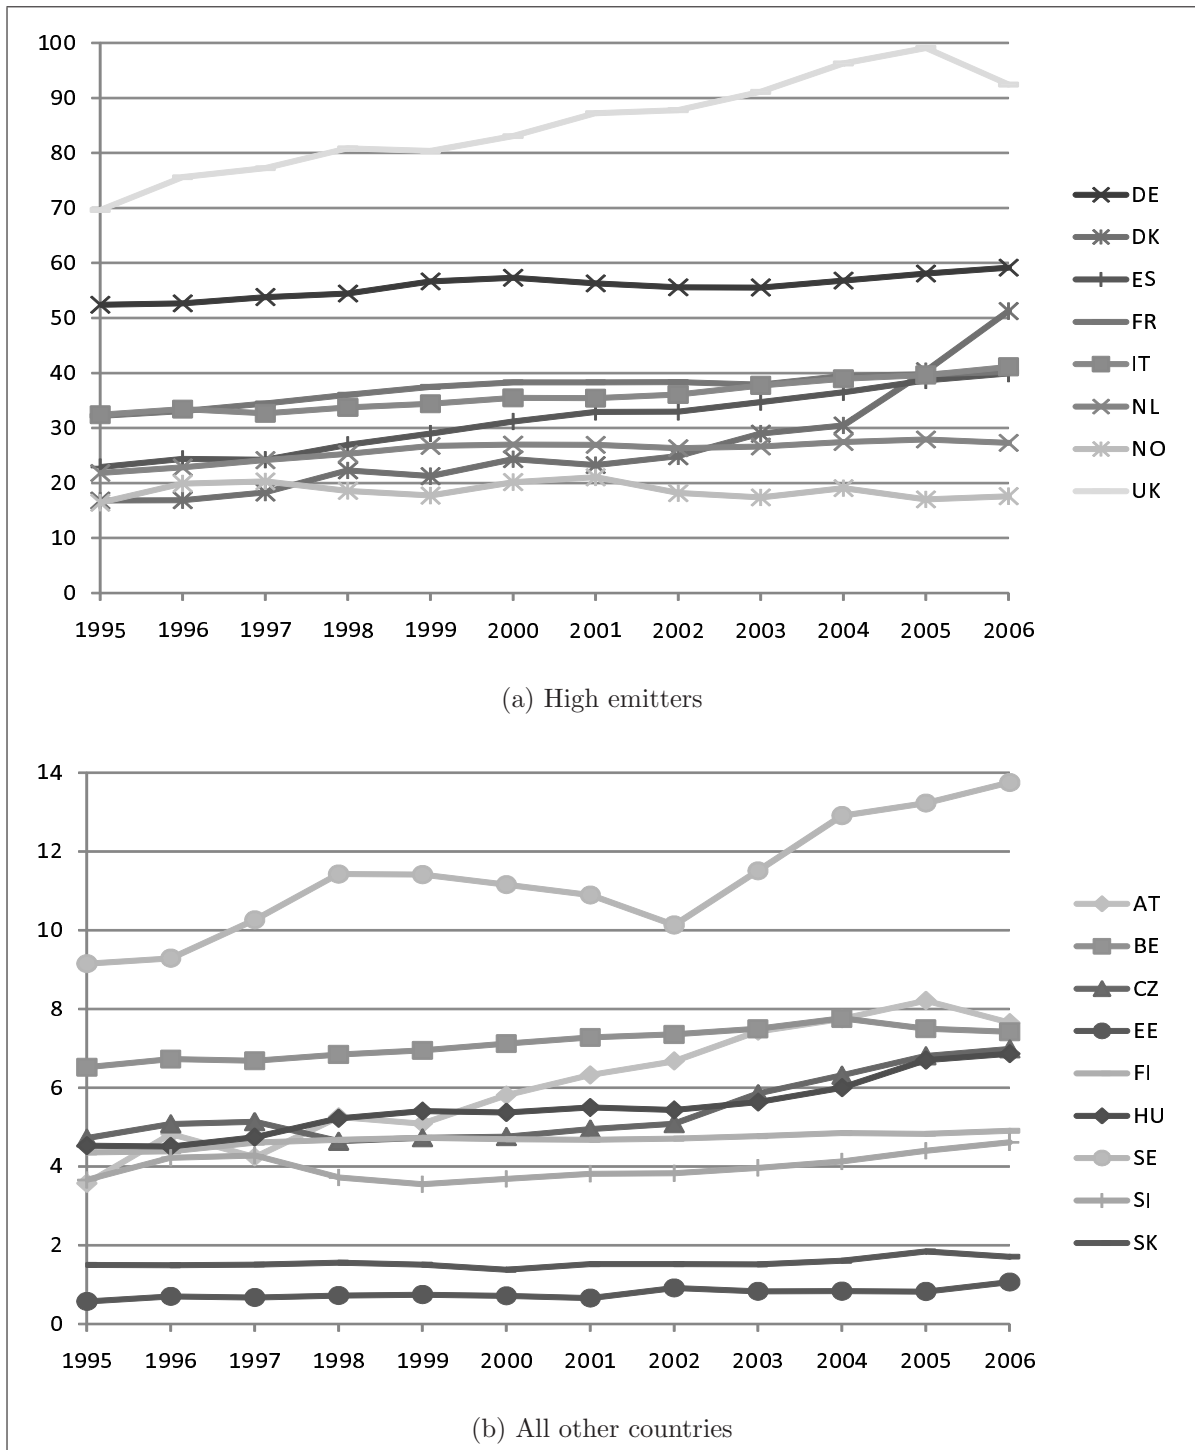 100
90
80
70
60
50
40
30
20
10
0
1995 1996 1997 1998 1999 2000 2001 2002 2003 2004 2005 2006
DE
DK
ES
FR
IT
NL
NO
UK
(a) High emitters
14
12
10
8
6
4
2
0
1995 1996 1997 1998 1999 2000 2001 2002 2003 2004 2005 2006
AT
BE
CZ
EE
FI
HU
SE
SI
SK
(b) All other countries